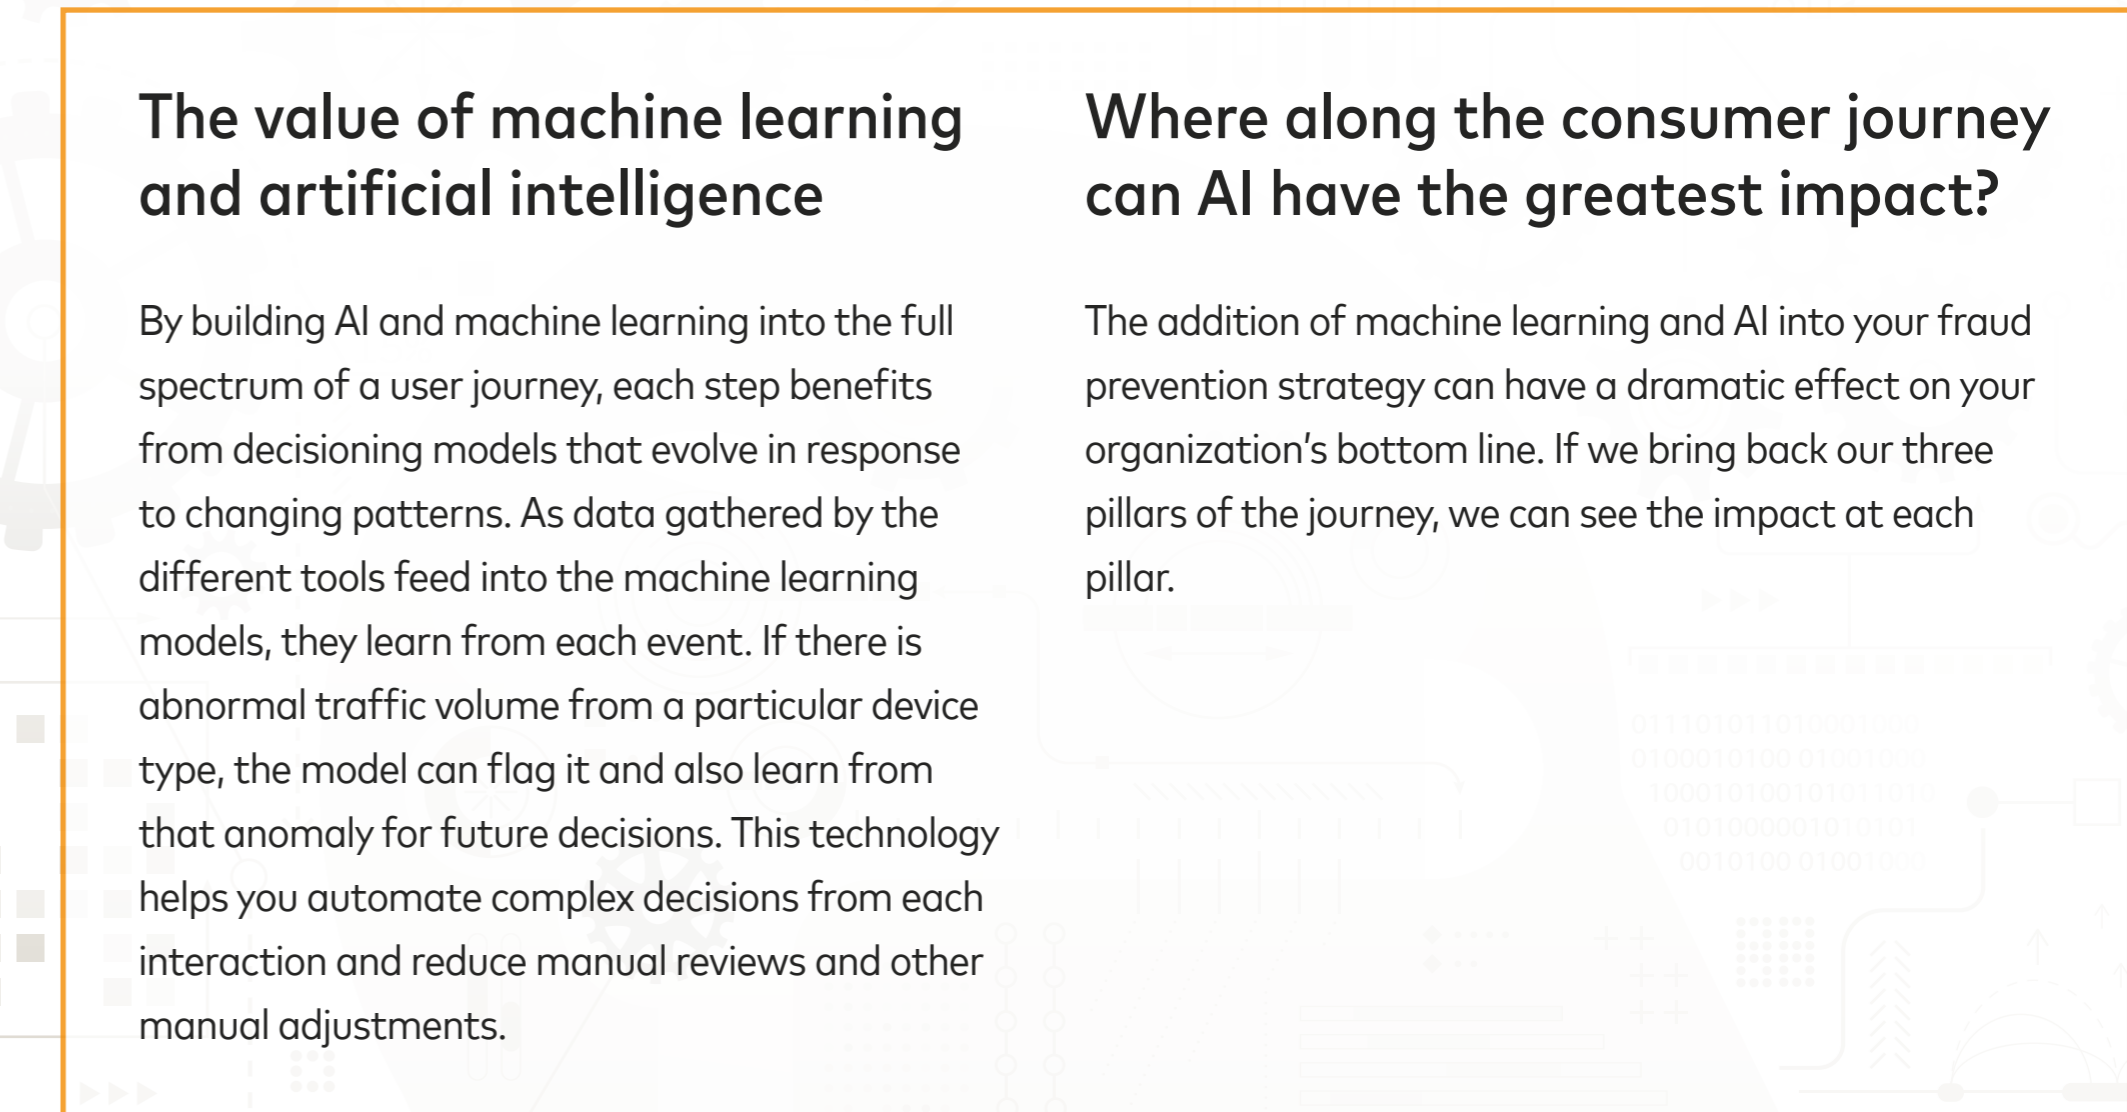 The value of machine learning
and artificial intelligence
By building AI and machine learning into the full
spectrum of a user journey, each step benefits
from decisioning models that evolve in response
to changing patterns. As data gathered by the
different tools feed into the machine learning
models, they learn from each event. If there is
abnormal traffic volume from a particular device
type, the model can flag it and also learn from
that anomaly for future decisions. This technology
helps you automate complex decisions from each
interaction and reduce manual reviews and other
manual adjustments.
Where along the consumer journey
can AI have the greatest impact?
The addition of machine learning and AI into your fraud
prevention strategy can have a dramatic effect on your
organization's bottom line. If we bring back our three
pillars of the journey, we can see the impact at each
pillar.